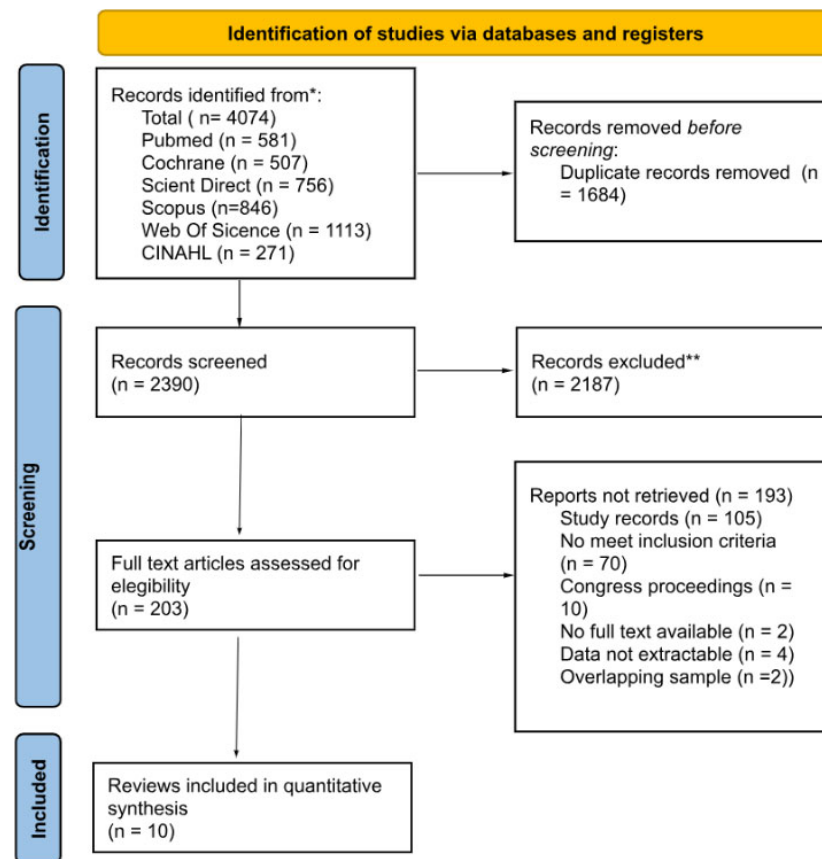 Identification of studies via databases and registers
Identification
Records identified from*:
Total ( n= 4074)
Pubmed (n = 581)
Cochrane (n = 507)
Scient Direct (n = 756)
Scopus (n=846)
Web Of Sicence (n = 1113)
CINAHL (n = 271)
Records removed before
screening:
Duplicate records removed (n
= 1684)
Screening
Records screened
(n = 2390)
Records excluded**
(n = 2187)
Full text articles assessed for
elegibility
(n = 203)
Reports not retrieved (n = 193)
Study records (n = 105)
No meet inclusion criteria
(n = 70)
Congress proceedings (n =
10)
No full text available (n = 2)
Data not extractable (n = 4)
Overlapping sample (n =2))
Included
Reviews included in quantitative
synthesis
(n = 10)